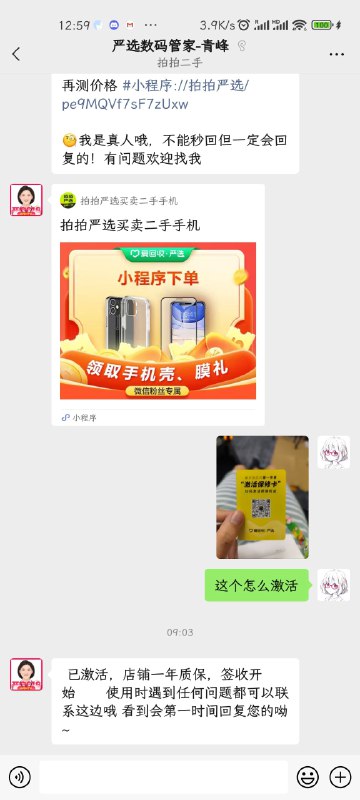 12:59
3.9K/s
100
严选数码管家-青峰
拍拍二手
再测价格 #小程序://拍拍严选/
pe9MQVf7sF7zUxw
我是真人哦，不能秒回但一定会回
复的！有问题欢迎找我
拍拍严选买卖二手手机
拍拍严选买卖二手手机
爱回收·严选
小程序下单
领取手机壳、膜礼
微信粉丝专属
小程序
"激活保修卡"
爱回收·严选
这个怎么激活
09:03
已激活，店铺一年质保，签收开
始 使用时遇到任何问题都可以联
系这边哦 看到会第一时间回复您的呦
~